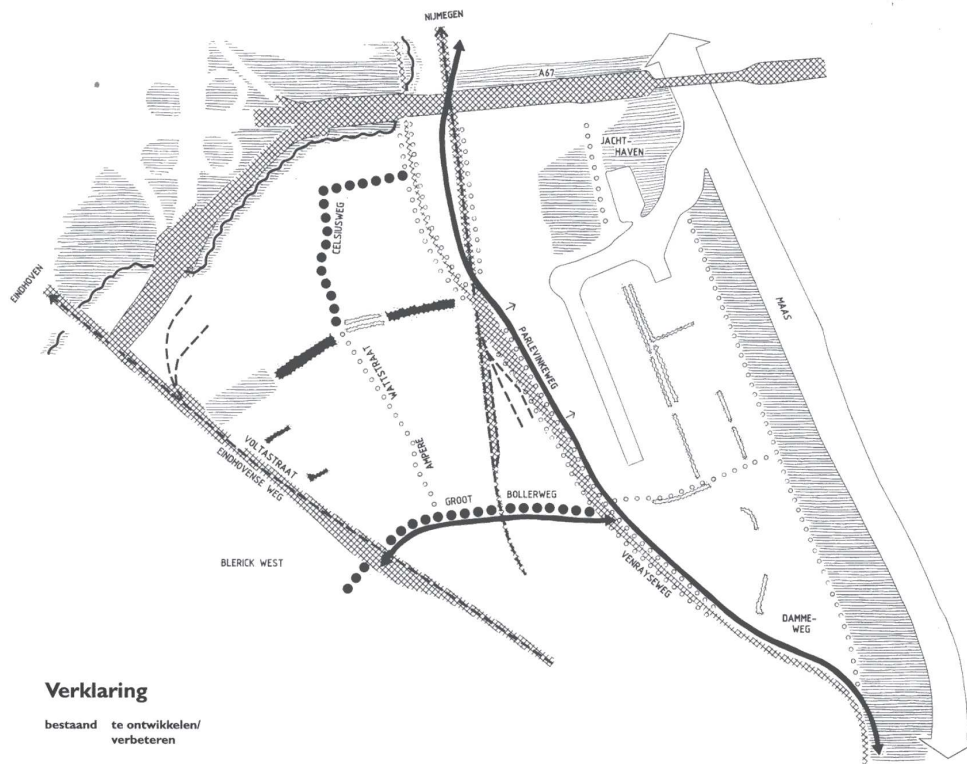 NIJMEGEN
A67
JACHT-
HAVEN
CELSIUSWEG
EINDHOVEN
MAAS
PARLEVINKEWEG
WATTSTRAAT
AMPERE
VOLTASTRAAT
EINDHOVENSE WEG
GROOT BOLLERWEG
BLERICK WEST
VENRAYSEWEG
DAMME-
WEG
Verklaring
bestaand te ontwikkelen/
verbeteren